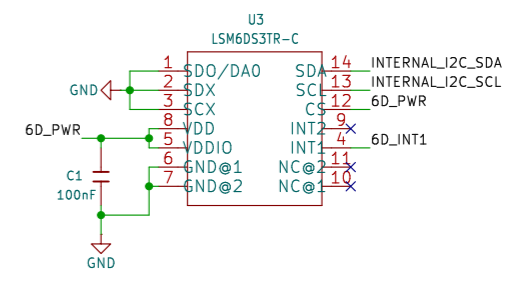 U3
LSM6DS3TR-C
1 SDO/DA0 SDA 14 INTERNAL_I2C_SDA
GND 2 SDX SCL 13 INTERNAL_I2C_SCL
3 SCX CS 12 6D_PWR
6D_PWR 8 VDD INT2 9
5 VDDIO INT1 4 6D_INT1
C1 6 GND@1 NC@2 11
100nF 7 GND@2 NC@1 10
GND